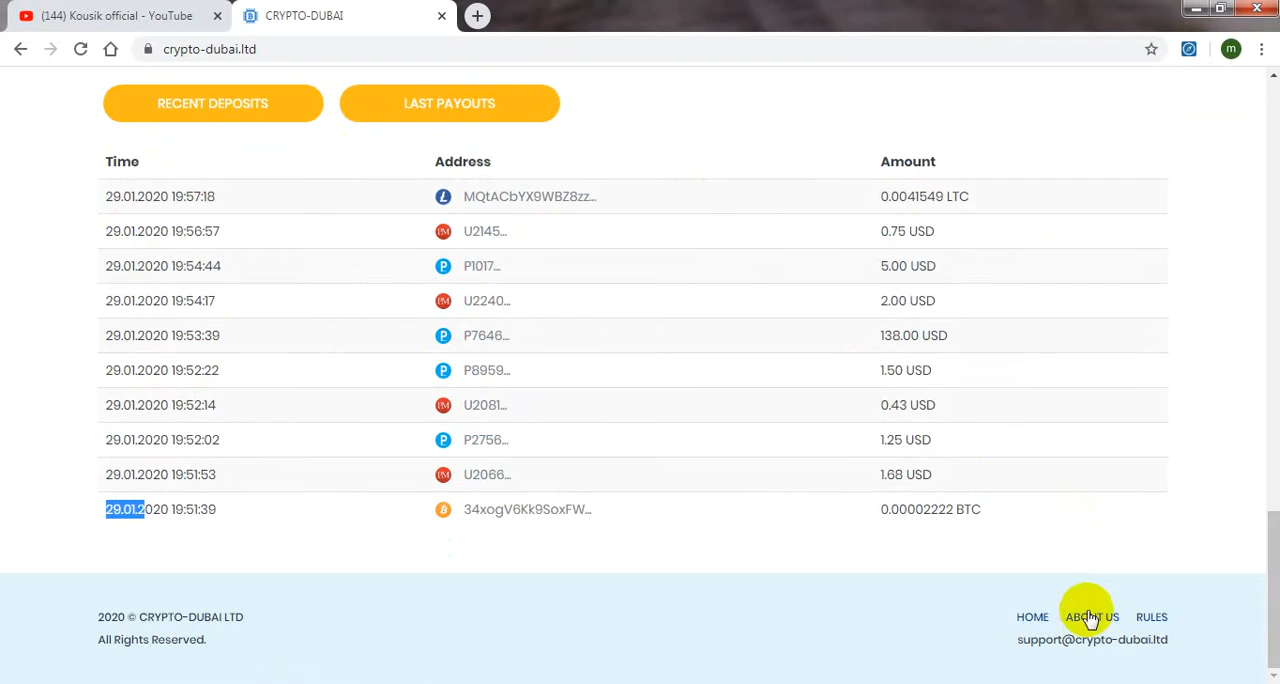 (144) Kousik official - YouTube
CRYPTO-DUBAI
crypto-dubai.ltd
m
RECENT DEPOSITS LAST PAYOUTS
Time Address Amount
29.01.2020 19:57:18 MQtACbYX9WBZ8zz... 0.0041549 LTC
29.01.2020 19:56:57 U2145... 0.75 USD
29.01.2020 19:54:44 P1017... 5.00 USD
29.01.2020 19:54:17 U2240... 2.00 USD
29.01.2020 19:53:39 P7646... 138.00 USD
29.01.2020 19:52:22 P8959... 1.50 USD
29.01.2020 19:52:14 U2081... 0.43 USD
29.01.2020 19:52:02 P2756... 1.25 USD
29.01.2020 19:51:53 U2066... 1.68 USD
29.01.2020 19:51:39 34xogV6Kk9SoxFW... 0.00002222 BTC
2020 © CRYPTO-DUBAI LTD HOME ABOUT US RULES
All Rights Reserved. support@crypto-dubai.ltd